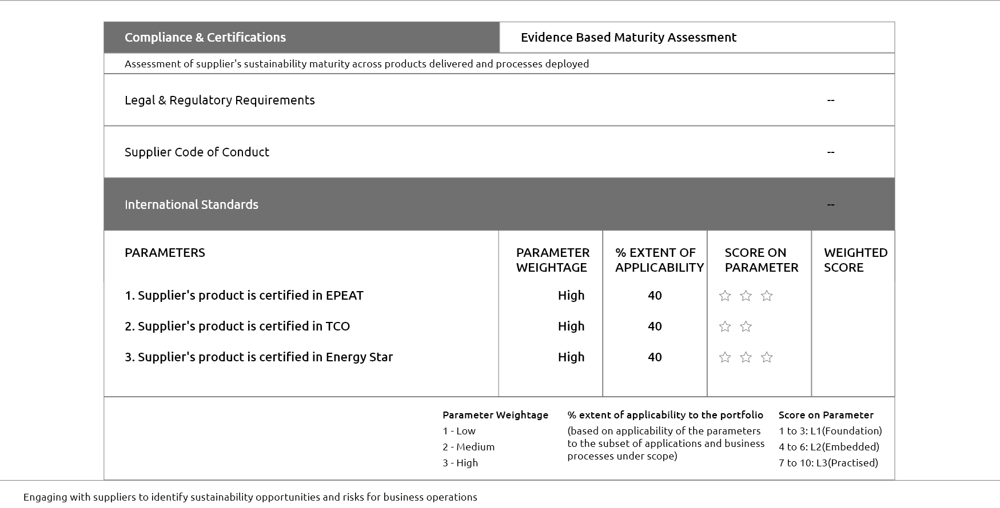 Compliance & Certifications
Evidence Based Maturity Assessment
Assessment of supplier's sustainability maturity across products delivered and processes deployed
Legal & Regulatory Requirements --
Supplier Code of Conduct --
International Standards --
PARAMETERS
PARAMETER
WEIGHTAGE
% EXTENT OF
APPLICABILITY
SCORE ON
PARAMETER
WEIGHTED
SCORE
1. Supplier's product is certified in EPEAT High 40 ☆ ☆ ☆
2. Supplier's product is certified in TCO High 40 ☆ ☆
3. Supplier's product is certified in Energy Star High 40 ☆ ☆ ☆
Parameter Weightage
1 - Low
2 - Medium
3 - High
% extent of applicability to the portfolio
(based on applicability of the parameters
to the subset of applications and business
processes under scope)
Score on Parameter
1 to 3: L1(Foundation)
4 to 6: L2(Embedded)
7 to 10: L3(Practised)
Engaging with suppliers to identify sustainability opportunities and risks for business operations